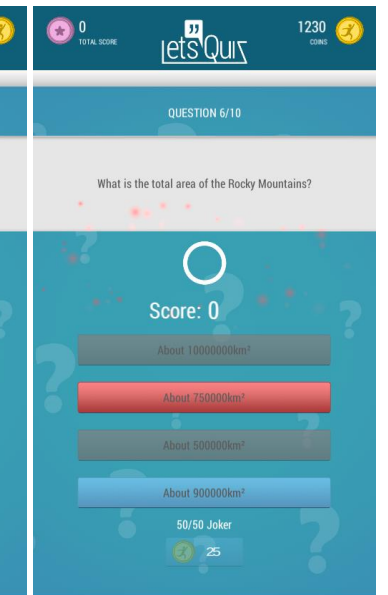 0
TOTAL SCORE
Lets Quiz
1230
COINS
QUESTION 6/10
What is the total area of the Rocky Mountains?
Score: 0
About 10000000km²
About 750000km²
About 500000km²
About 900000km²
50/50 Joker
25